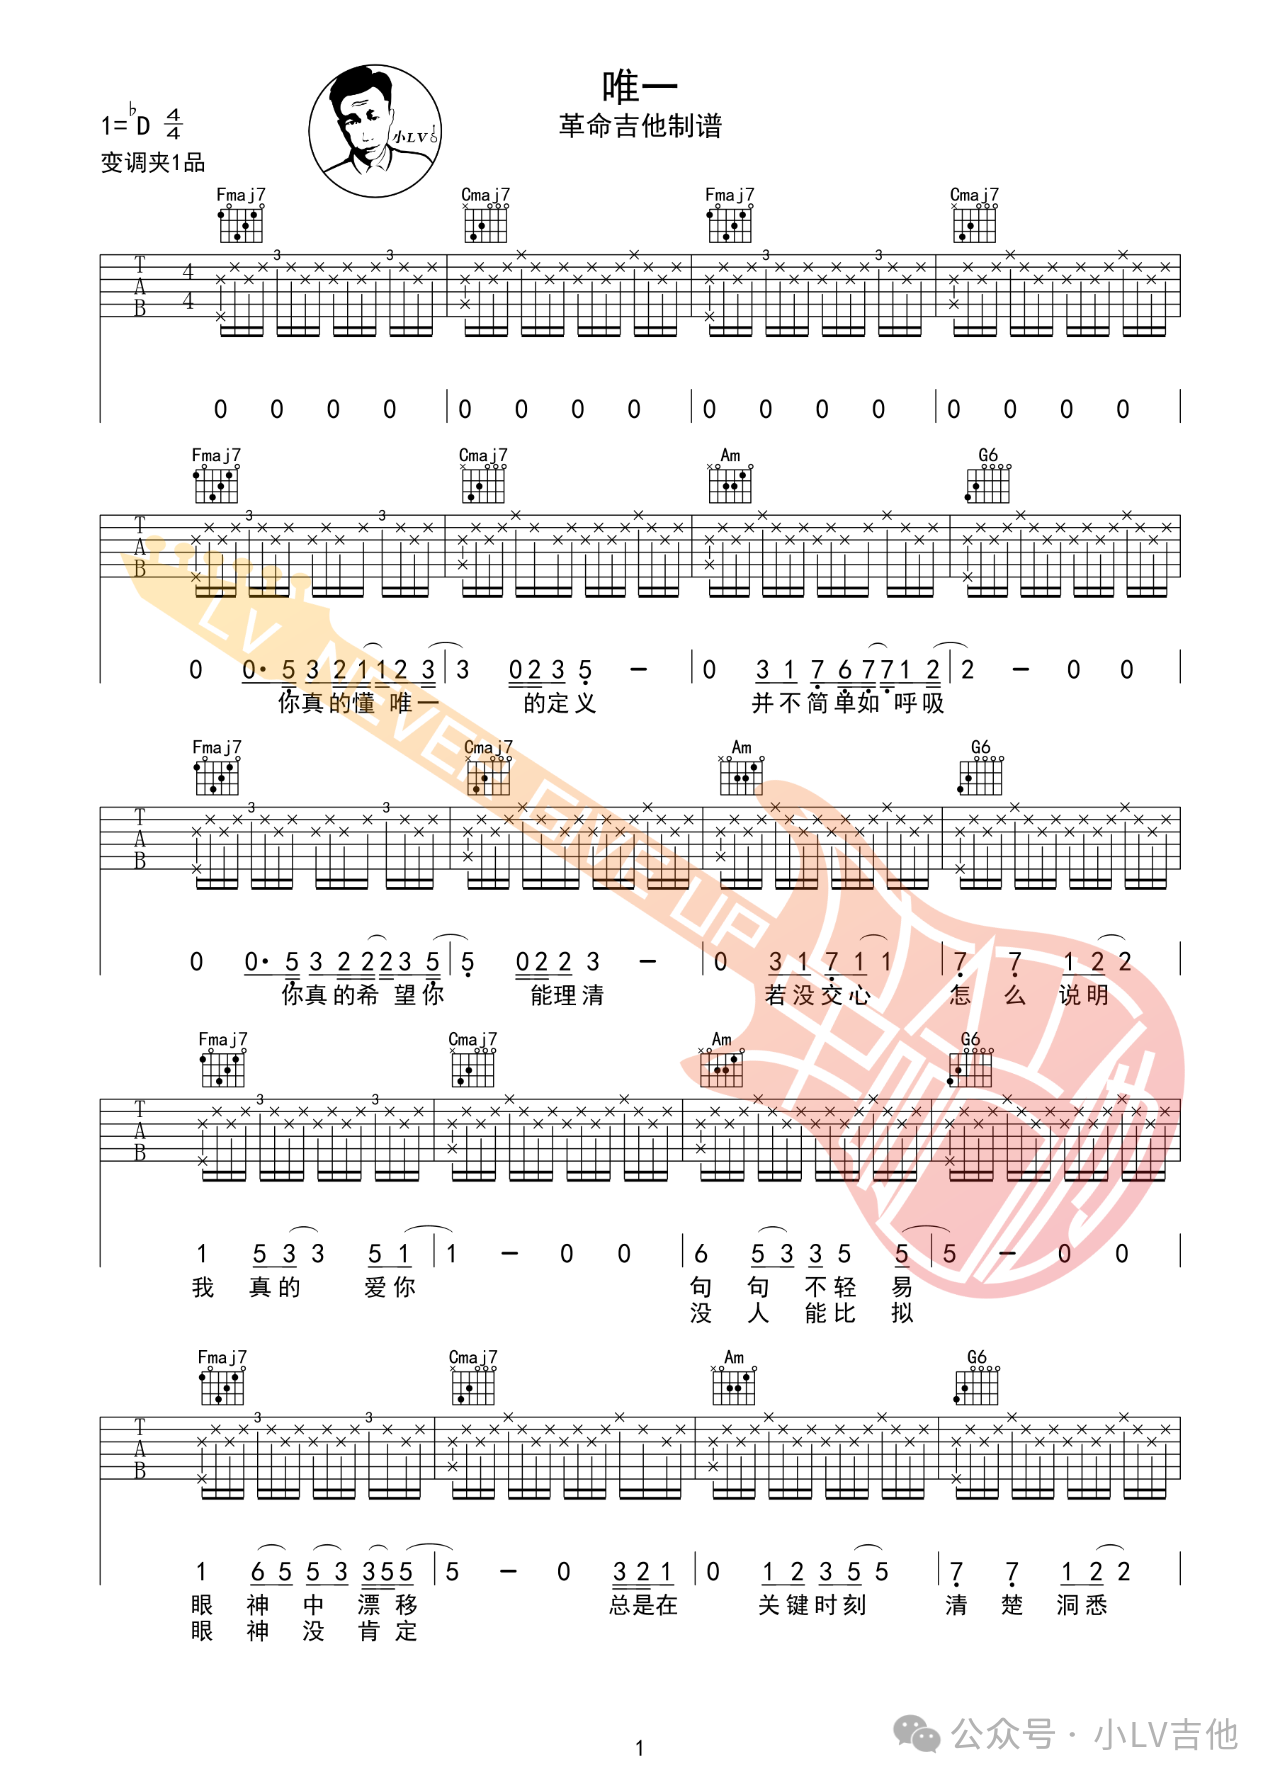 唯一
革命吉他制谱
1=♭D 4/4
变调夹1品
小LV
Fmaj7 Cmaj7 Fmaj7 Cmaj7
3 3 3 3
T A B 4/4
0 0 0 0 | 0 0 0 0 | 0 0 0 0 | 0 0 0 0 |
Fmaj7 Cmaj7 Am G6
3 3
T A B
0 0· 5 3 2 1 1 2 3 | 3 0 2 3 5 - | 0 3 1 7 6 7 7 1 2 | 2 - 0 0 |
你真的懂 唯一 的定义 并不简单如 呼吸
Fmaj7 Cmaj7 Am G6
3 3
T A B
0 0· 5 3 2 2 2 3 5 | 5 0 2 2 3 - | 0 3 1 7 1 1 | 7 7 1 2 2 |
你真的希 望你 能理清 若没交心 怎么说明
Fmaj7 Cmaj7 Am G6
3 3
T A B
1 5 3 3 5 1 | 1 - 0 0 | 6 5 3 3 5 5 | 5 - 0 0 |
我 真的 爱你 句句不轻易
没人能比拟
Fmaj7 Cmaj7 Am G6
3 3
T A B
1 6 5 5 3 3 5 5 | 5 - 0 3 2 1 | 0 1 2 3 5 5 | 7 7 1 2 2 |
眼神中漂移 总是在 关键时刻 清楚洞悉
眼神没肯定
LV NEVER GIVE UP
公众号 · 小LV吉他
1